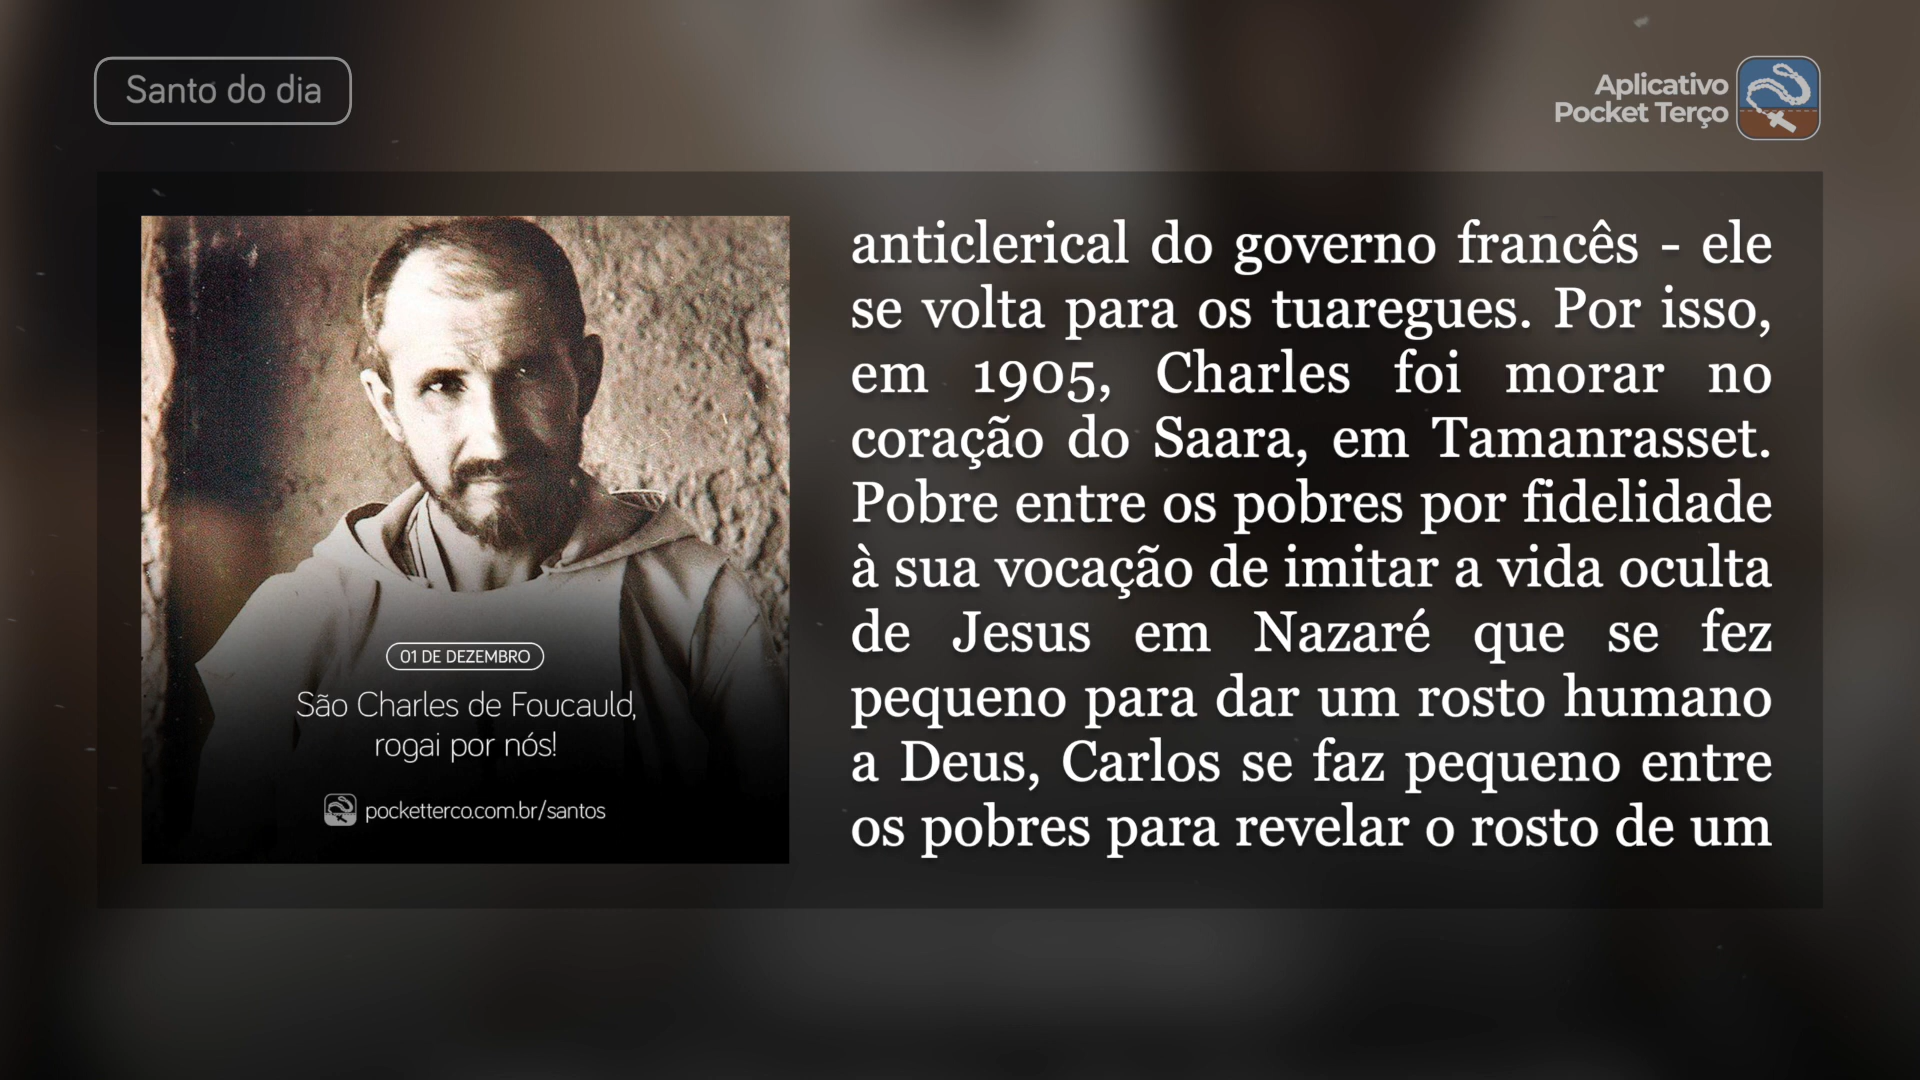 Santo do dia
Aplicativo
Pocket Terço
anticlerical do governo francês - ele
se volta para os tuaregues. Por isso,
em 1905, Charles foi morar no
coração do Saara, em Tamanrasset.
Pobre entre os pobres por fidelidade
à sua vocação de imitar a vida oculta
de Jesus em Nazaré que se fez
pequeno para dar um rosto humano
a Deus, Carlos se faz pequeno entre
os pobres para revelar o rosto de um
01 DE DEZEMBRO
São Charles de Foucauld,
rogai por nós!
pocketterco.com.br/santos